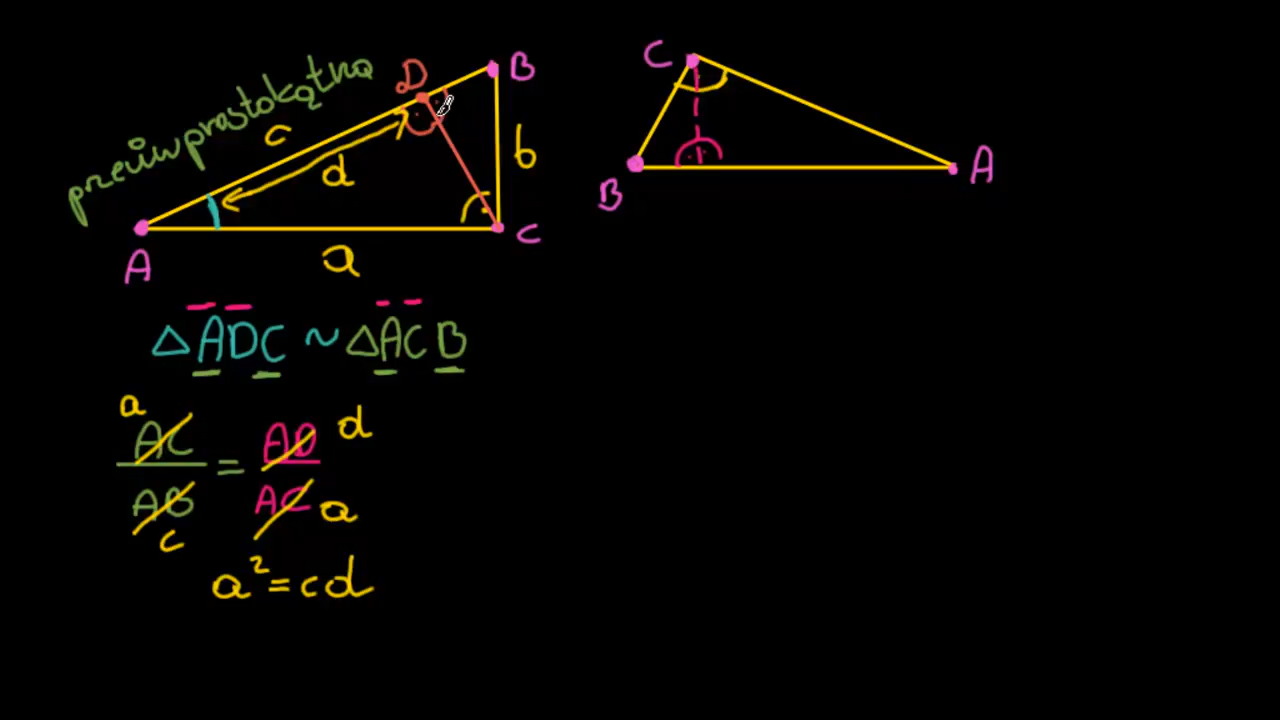 przeciwprostokątna
D
B
c
d
b
A
a
C
C
B
A
△ADC ~ △ACB
a
AC/AB = AD/AC
d
c
a
a² = cd